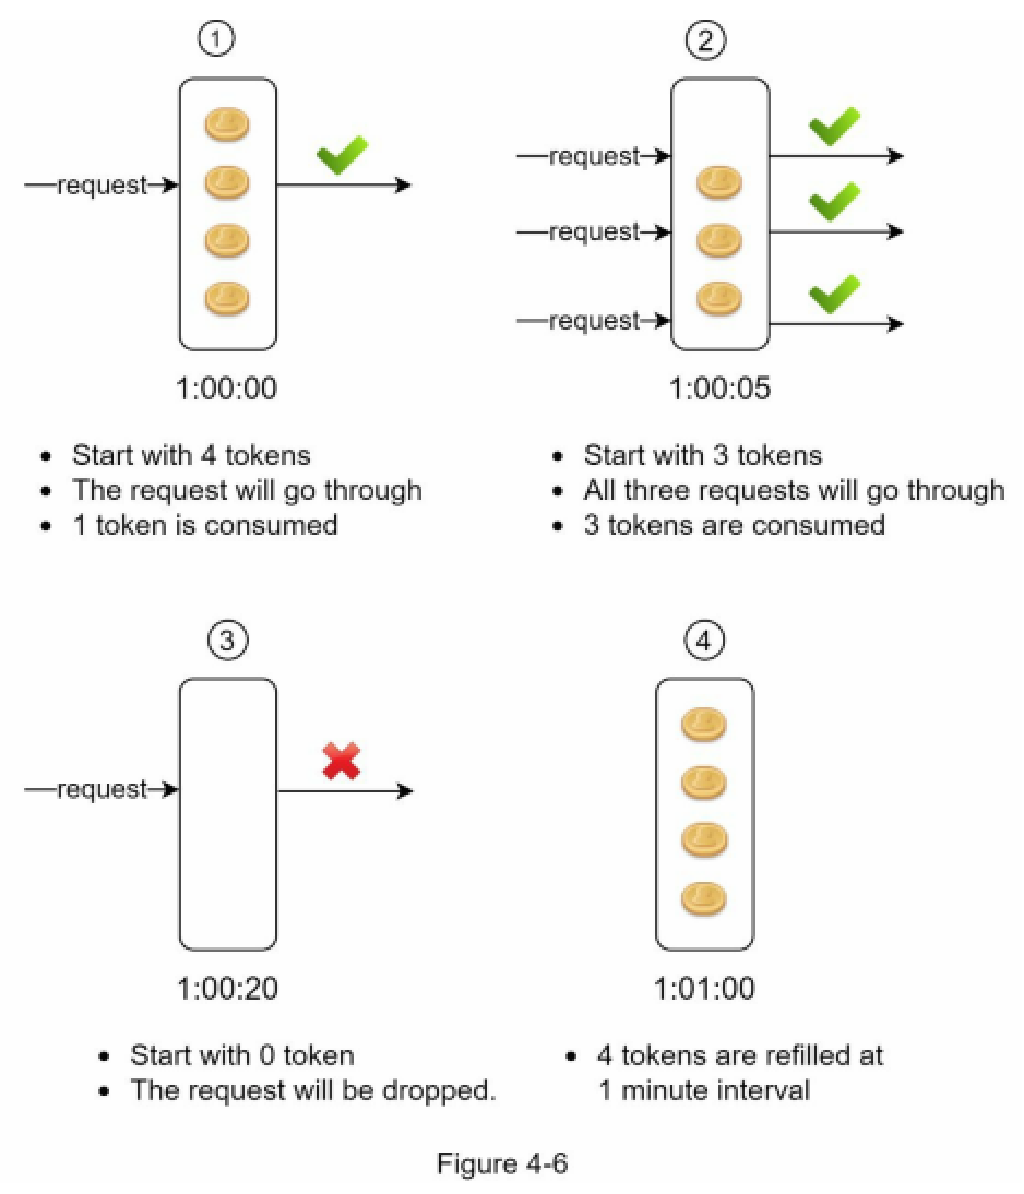 1
request
1:00:00
• Start with 4 tokens
• The request will go through
• 1 token is consumed
2
request
request
request
1:00:05
• Start with 3 tokens
• All three requests will go through
• 3 tokens are consumed
3
request
1:00:20
• Start with 0 token
• The request will be dropped.
4
1:01:00
• 4 tokens are refilled at
1 minute interval
Figure 4-6